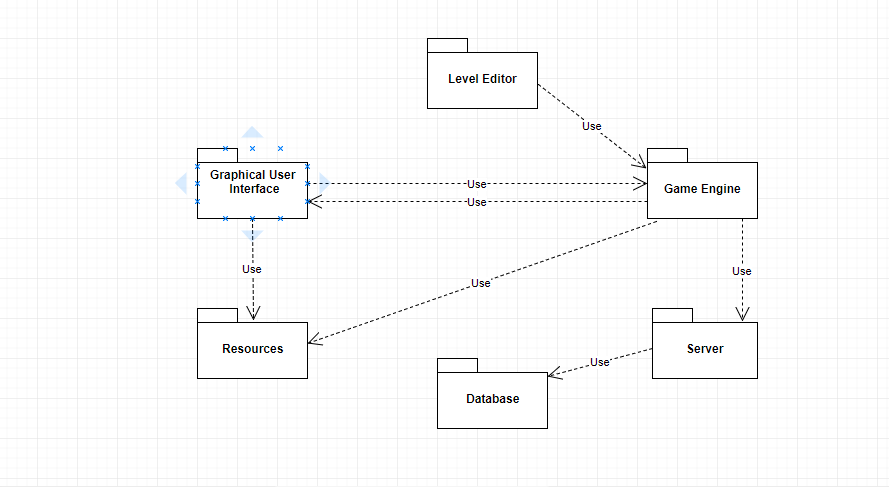 Level Editor
Use
Graphical User
Interface
Use
Use
Game Engine
Use
Use
Use
Resources
Server
Use
Database